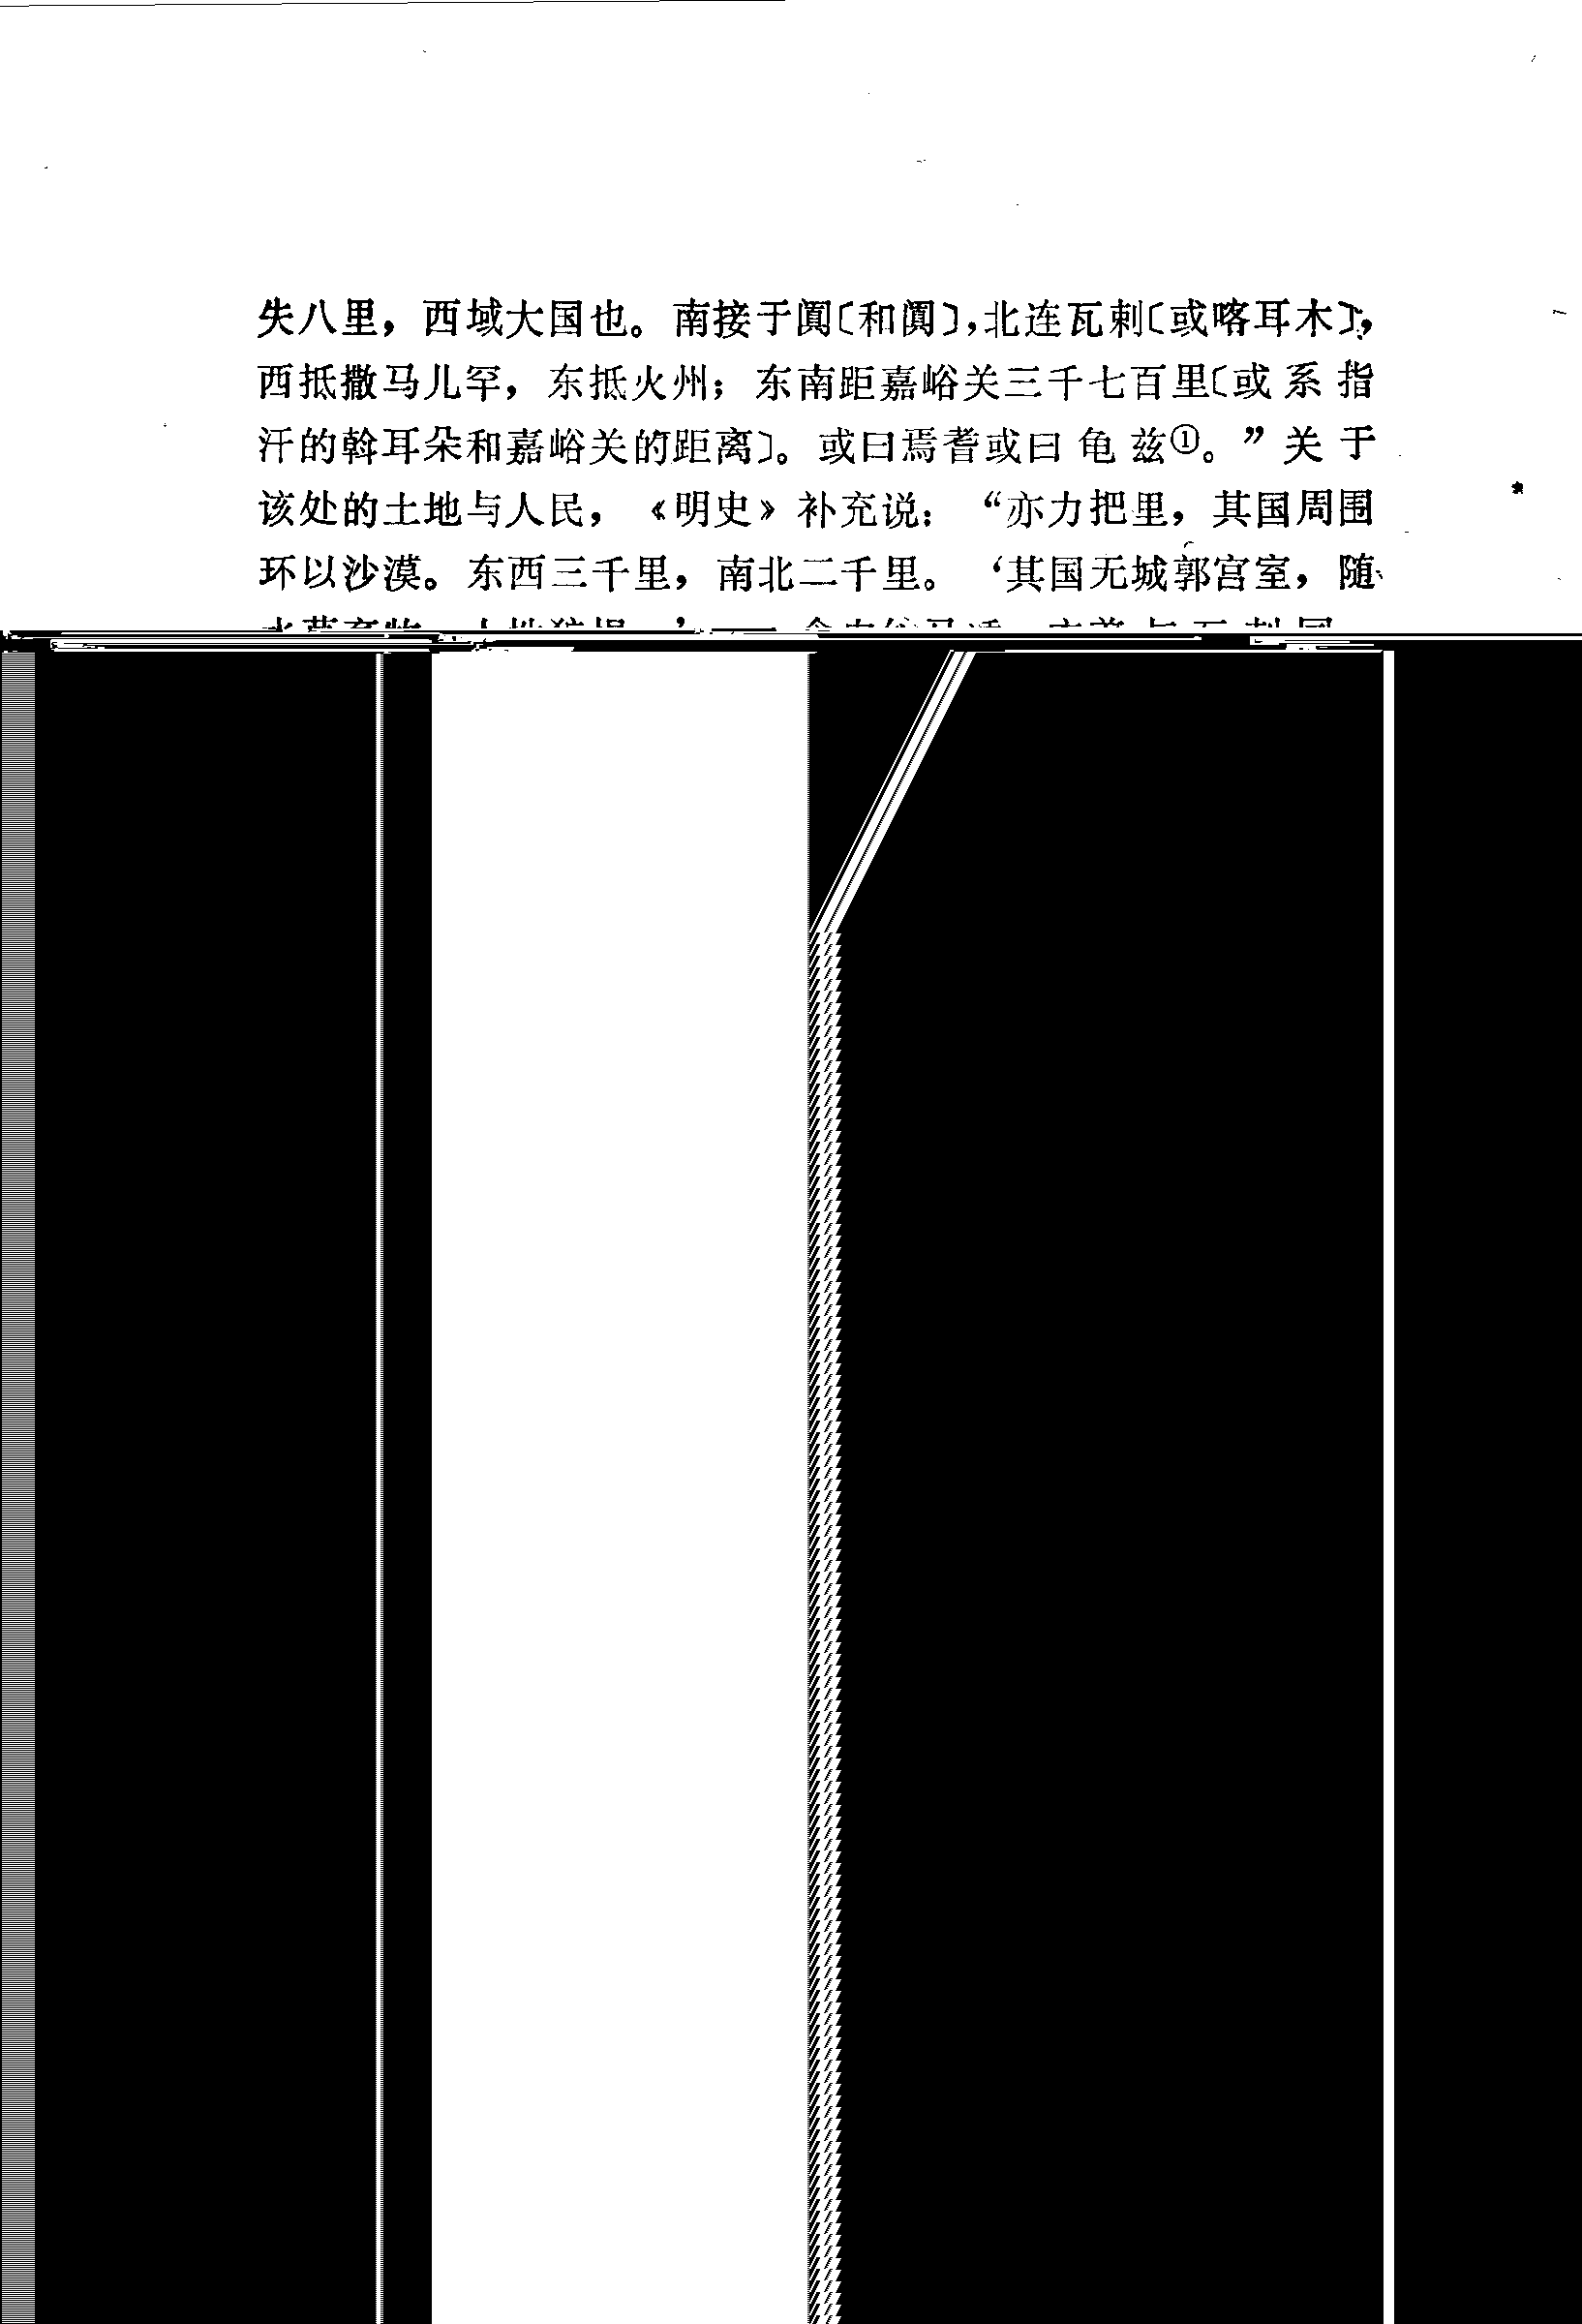 失八里，西域大国也。南接于阗〔和阗〕，北连瓦剌〔或喀耳木〕，
西抵撒马儿罕，东抵火州；东南距嘉峪关三千七百里〔或系指
汗的斡耳朵和嘉峪关的距离〕。或曰焉耆或曰龟兹①。”关于
该处的土地与人民，《明史》补充说：“亦力把里，其国周围
环以沙漠。东西三千里，南北二千里。‘其国无城郭宫室，随